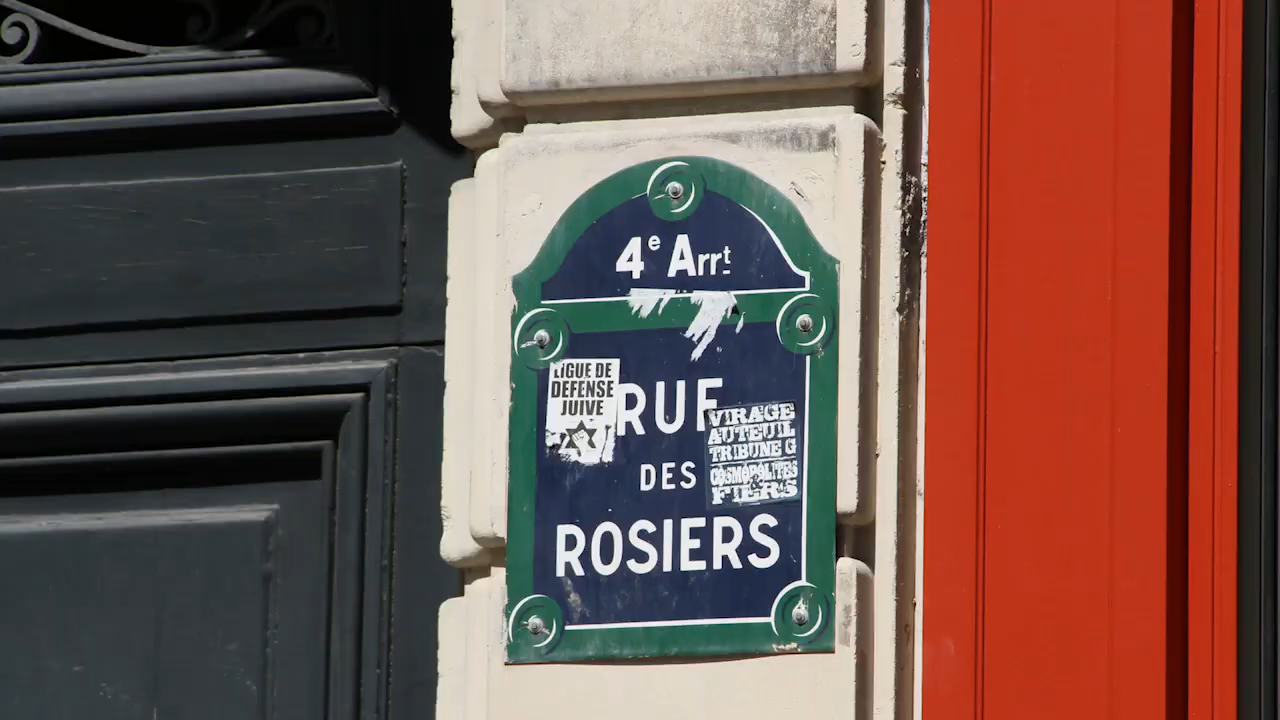 4e Arrt
LIGUE DE
DEFENSE
JUIVE
RUE
VIRAGE
AUTEUIL
TRIBUNE G
COSMOPOLITES
FIERS
DES
ROSIERS